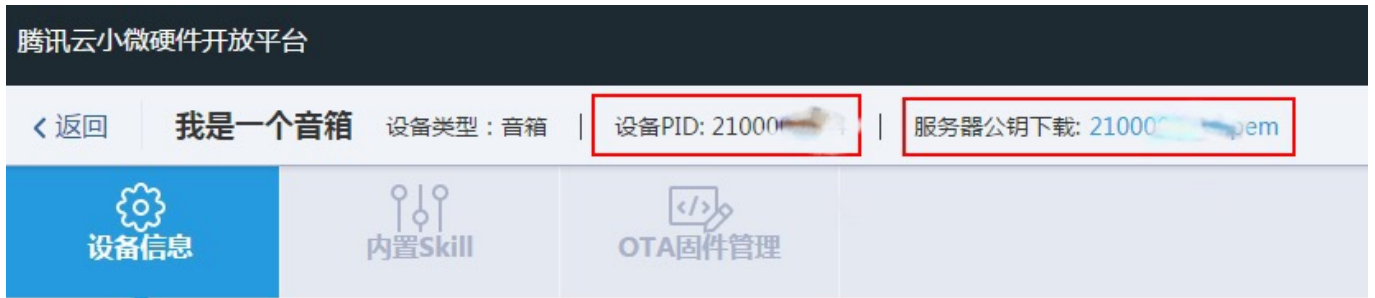 腾讯云小微硬件开放平台
<返回 我是一个音箱 设备类型：音箱 | 设备PID: 21000 | 服务器公钥下载: 21000 pem
设备信息 内置Skill OTA固件管理